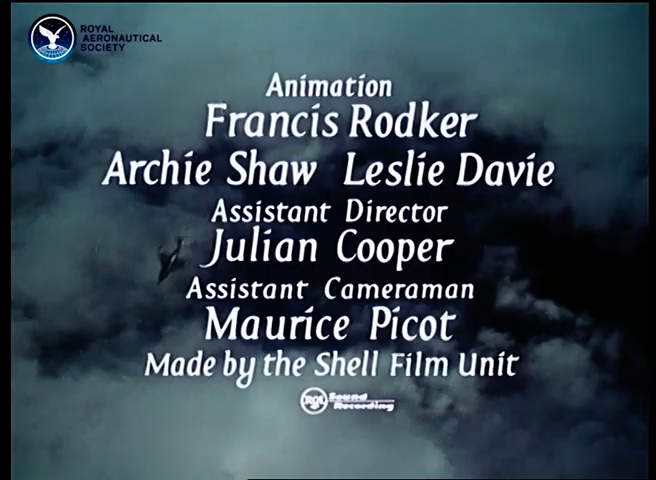 ROYAL
AERONAUTICAL
SOCIETY
Animation
Francis Rodker
Archie Shaw Leslie Davie
Assistant Director
Julian Cooper
Assistant Cameraman
Maurice Picot
Made by the Shell Film Unit
RCA Sound
Recording